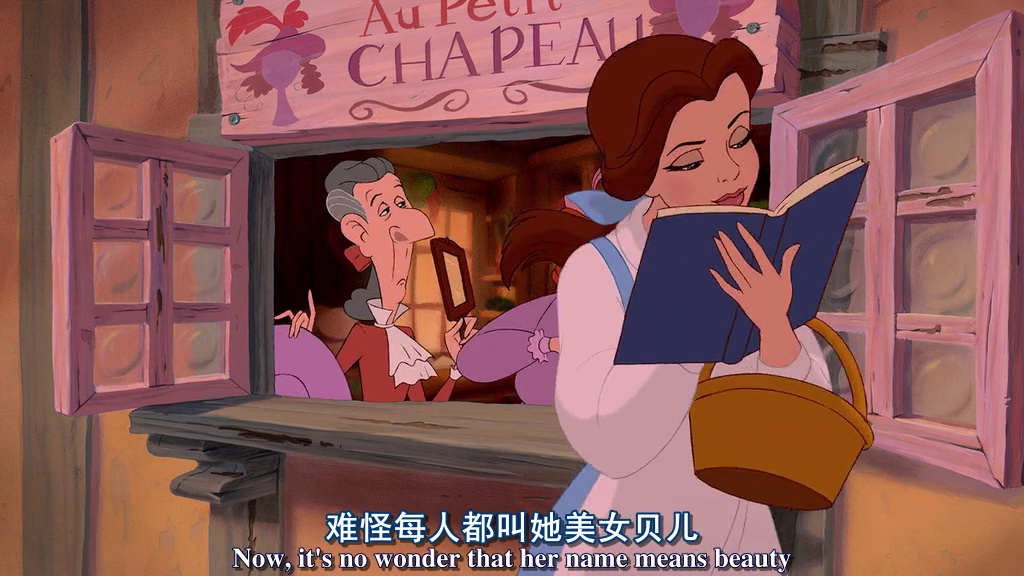 Au Petit
CHAPEAU
难怪每人都叫她美女贝儿
Now, it's no wonder that her name means beauty